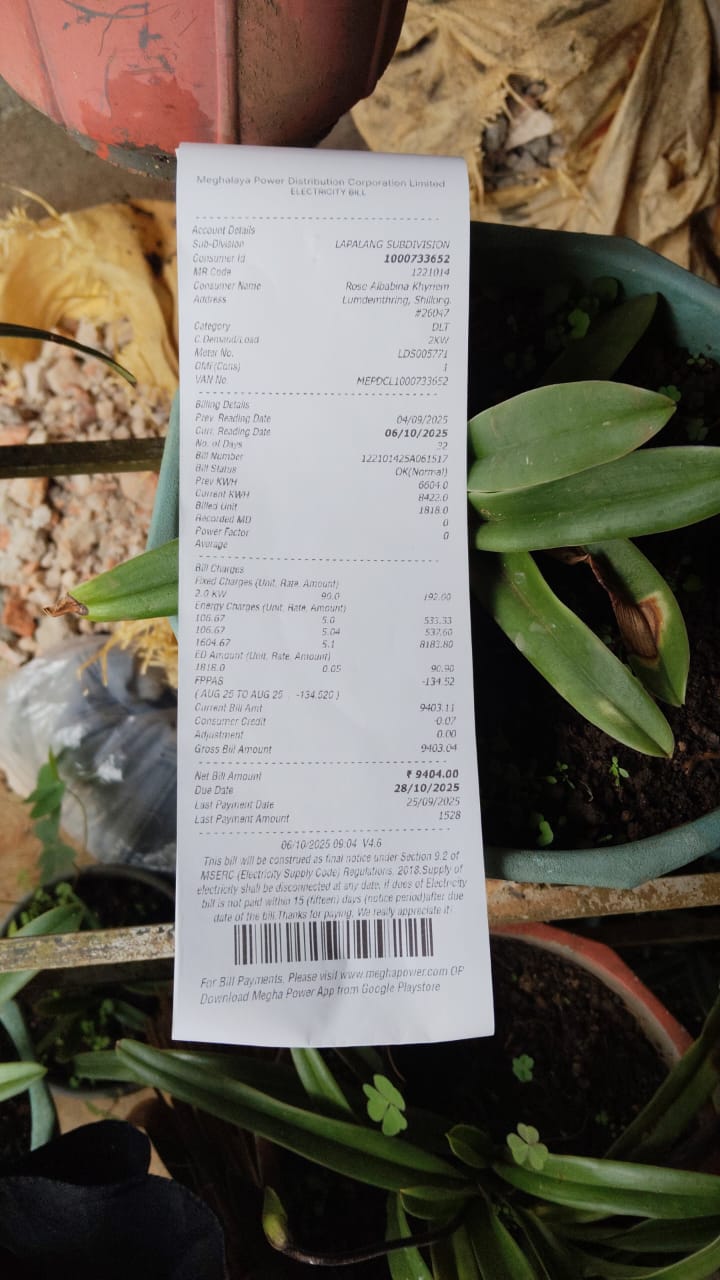 Meghalaya Power Distribution Corporation Limited
ELECTRICITY BILL
Account Details
Sub-Division LAPALANG SUBDIVISION
Consumer Id 1000733652
MR Code 1221014
Consumer Name Rose Albabina Khyriem
Address Lumdemthring, Shillong.
#26047
Category DLT
C.Demand/Load 2KW
Meter No. LDS005771
OMF(Cons) 1
VAN No. MEPDCL1000733652
Billing Details
Prev. Reading Date 04/09/2025
Curr. Reading Date 06/10/2025
No. of Days 32
Bill Number 122101425A061517
Bill Status OK(Normal)
Prev KWH 6604.0
Current KWH 8422.0
Billed Unit 1818.0
Recorded MD 0
Power Factor 0
Average
Bill Charges
Fixed Charges (Unit, Rate, Amount)
2.0 KW 90.0 192.00
Energy Charges (Unit, Rate, Amount)
106.67 5.0 533.33
106.67 5.04 537.60
1604.67 5.1 8183.80
ED Amount (Unit, Rate, Amount)
1818.0 0.05 90.90
FPPAS -134.52
( AUG 25 TO AUG 25 : -134.520 )
Current Bill Amt 9403.11
Consumer Credit -0.07
Adjustment 0.00
Gross Bill Amount 9403.04
Net Bill Amount ₹ 9404.00
Due Date 28/10/2025
Last Payment Date 25/09/2025
Last Payment Amount 1528
06/10/2025 09:04 V4.6
This bill will be construed as final notice under Section 9.2 of
MSERC (Electricity Supply Code) Regulations, 2018.Supply of
electricity shall be disconnected at any date, if dues of Electricity
bill is not paid within 15 (fifteen) days (notice period)after due
date of the bill.Thanks for paying. We really appreciate it!
For Bill Payments, Please visit www.meghapower.com OR
Download Megha Power App from Google Playstore